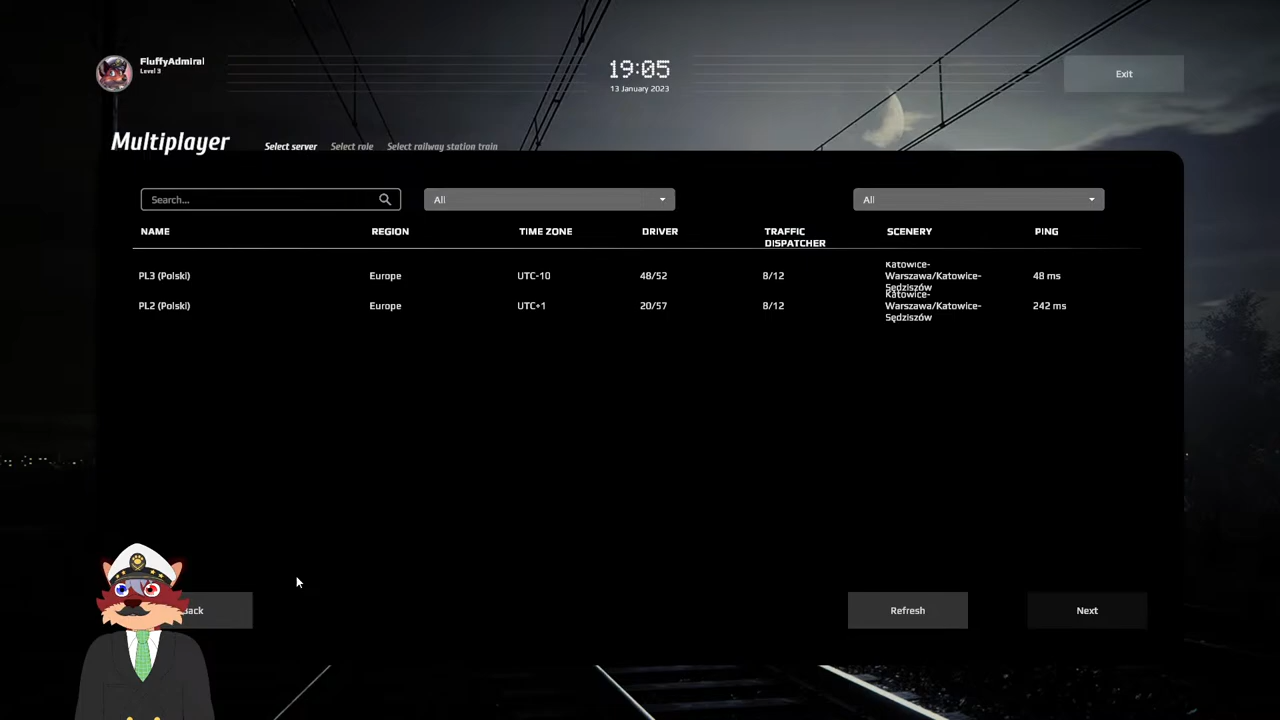 FluffyAdmiral
Level 3
19:05
13 January 2023
Exit
Multiplayer
Select server
Select role
Select railway station train
Search...
All
All
NAME
REGION
TIME ZONE
DRIVER
TRAFFIC
DISPATCHER
SCENERY
PING
PL3 (Polski)
Europe
UTC-10
48/52
8/12
Katowice-
Warszawa/Katowice-
Sędziszów
48 ms
PL2 (Polski)
Europe
UTC+1
20/57
8/12
Katowice-
Warszawa/Katowice-
Sędziszów
242 ms
Back
Refresh
Next